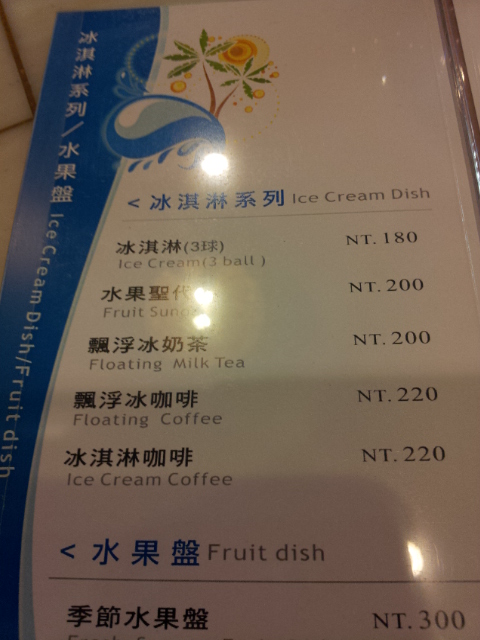 冰淇淋系列/水果盤 Ice Cream Dish/Fruit dish
< 冰淇淋系列 Ice Cream Dish
冰淇淋(3球) NT. 180
Ice Cream(3 ball )
水果聖代 NT. 200
Fruit
飄浮冰奶茶 NT. 200
Floating Milk Tea
飄浮冰咖啡 NT. 220
Floating Coffee
冰淇淋咖啡 NT. 220
Ice Cream Coffee
< 水果盤 Fruit dish
季節水果盤 NT. 300